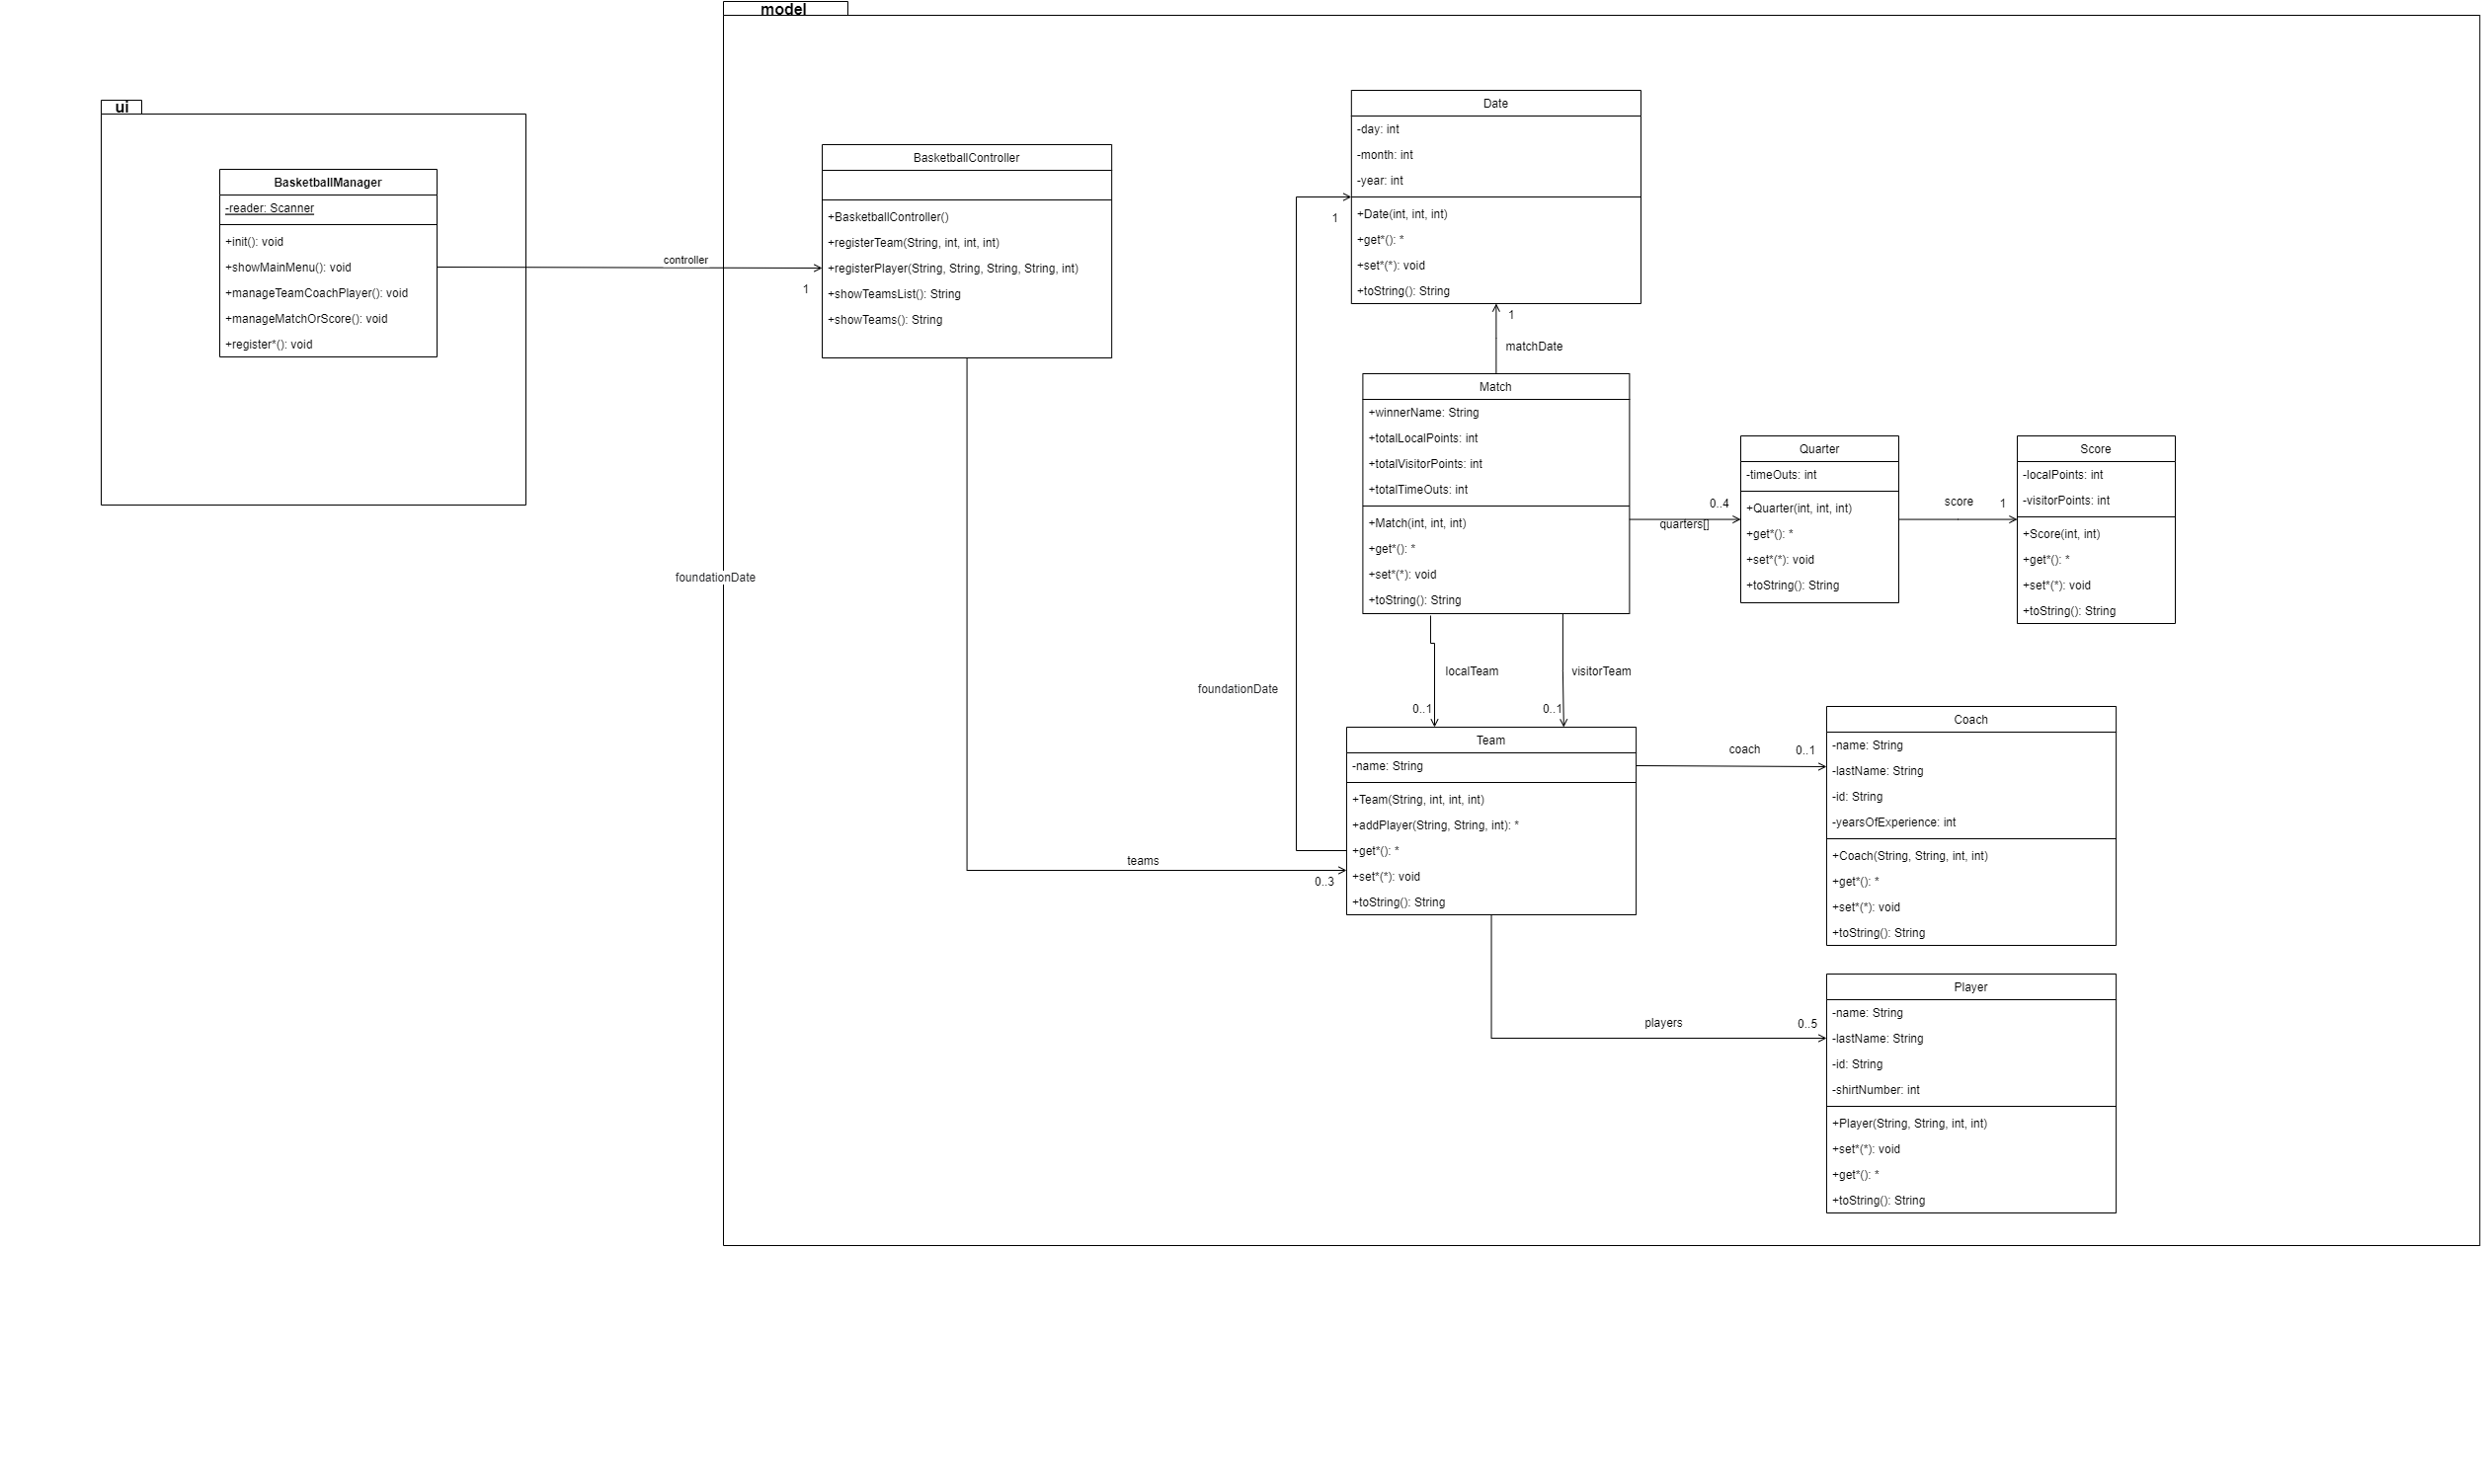 model
ui
BasketballManager
-reader: Scanner
+init(): void
+showMainMenu(): void
+manageTeamCoachPlayer(): void
+manageMatchOrScore(): void
+register*(): void
controller
1
BasketballController
+BasketballController()
+registerTeam(String, int, int, int)
+registerPlayer(String, String, String, String, int)
+showTeamsList(): String
+showTeams(): String
Date
-day: int
-month: int
-year: int
+Date(int, int, int)
+get*(): *
+set*(*): void
+toString(): String
1
1
matchDate
Match
+winnerName: String
+totalLocalPoints: int
+totalVisitorPoints: int
+totalTimeOuts: int
+Match(int, int, int)
+get*(): *
+set*(*): void
+toString(): String
0..4
quarters[]
Quarter
-timeOuts: int
+Quarter(int, int, int)
+get*(): *
+set*(*): void
+toString(): String
score
1
Score
-localPoints: int
-visitorPoints: int
+Score(int, int)
+get*(): *
+set*(*): void
+toString(): String
foundationDate
foundationDate
localTeam
visitorTeam
0..1
0..1
teams
0..3
Team
-name: String
+Team(String, int, int, int)
+addPlayer(String, String, int): *
+get*(): *
+set*(*): void
+toString(): String
coach
0..1
Coach
-name: String
-lastName: String
-id: String
-yearsOfExperience: int
+Coach(String, String, int, int)
+get*(): *
+set*(*): void
+toString(): String
players
0..5
Player
-name: String
-lastName: String
-id: String
-shirtNumber: int
+Player(String, String, int, int)
+set*(*): void
+get*(): *
+toString(): String